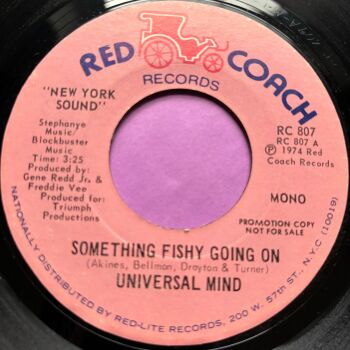 RED COACH
RECORDS
"NEW YORK
SOUND"
Stephanye
Music/
Blockbuster
Music
Time: 3:25
Produced by:
Gene Redd Jr. &
Freddie Vee
Produced for:
Triumph
Productions
RC 807
RC 807 A
Ⓟ 1974 Red
Coach Records
MONO
PROMOTION COPY
NOT FOR SALE
SOMETHING FISHY GOING ON
(Akines, Bellmon, Drayton & Turner)
UNIVERSAL MIND
NATIONALLY DISTRIBUTED BY RED-LITE RECORDS, 200 W. 57th ST., N.Y.C. (10019)